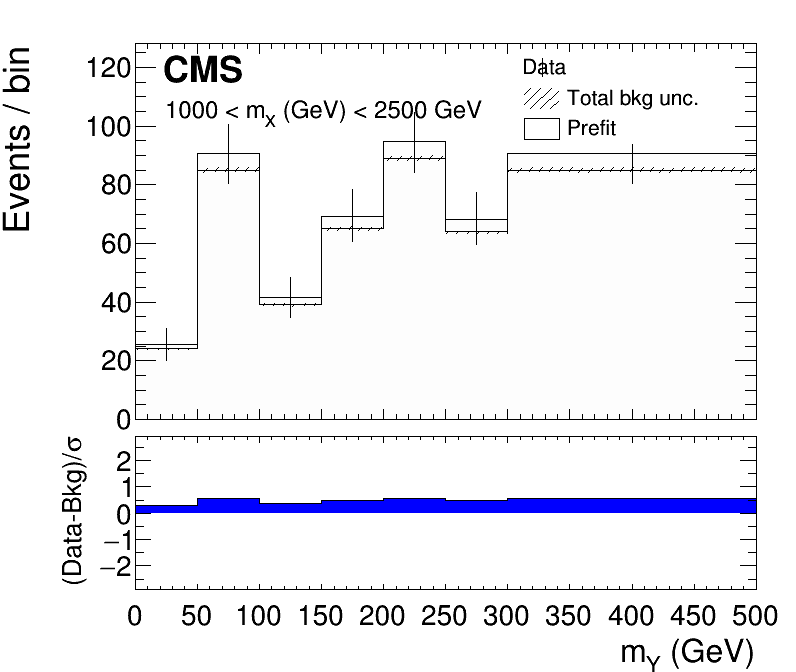 Events / bin
120
100
80
60
40
20
0
CMS
1000 < mX (GeV) < 2500 GeV
Data
Total bkg unc.
Prefit
(Data-Bkg)/σ
2
1
0
−1
−2
0 50 100 150 200 250 300 350 400 450 500
mY (GeV)